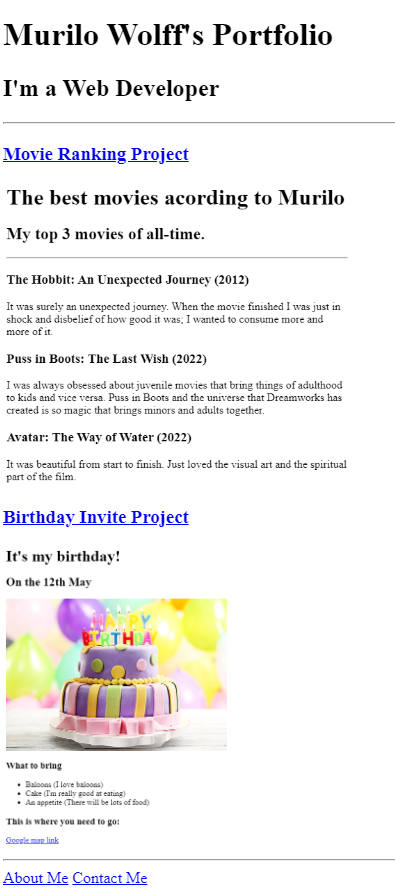 Murilo Wolff's Portfolio
I'm a Web Developer
Movie Ranking Project
The best movies acording to Murilo
My top 3 movies of all-time.
The Hobbit: An Unexpected Journey (2012)
It was surely an unexpected journey. When the movie finished I was just in
shock and disbelief of how good it was; I wanted to consume more and
more of it.
Puss in Boots: The Last Wish (2022)
I was always obsessed about juvenile movies that bring things of adulthood
to kids and vice versa. Puss in Boots and the universe that Dreamworks has
created is so magic that brings minors and adults together.
Avatar: The Way of Water (2022)
It was beautiful from start to finish. Just loved the visual art and the spiritual
part of the film.
Birthday Invite Project
It's my birthday!
On the 12th May
HAPPY
BIRTHDAY
What to bring
Baloons (I love baloons)
Cake (I'm really good at eating)
An appetite (There will be lots of food)
This is where you need to go:
Google map link
About Me Contact Me